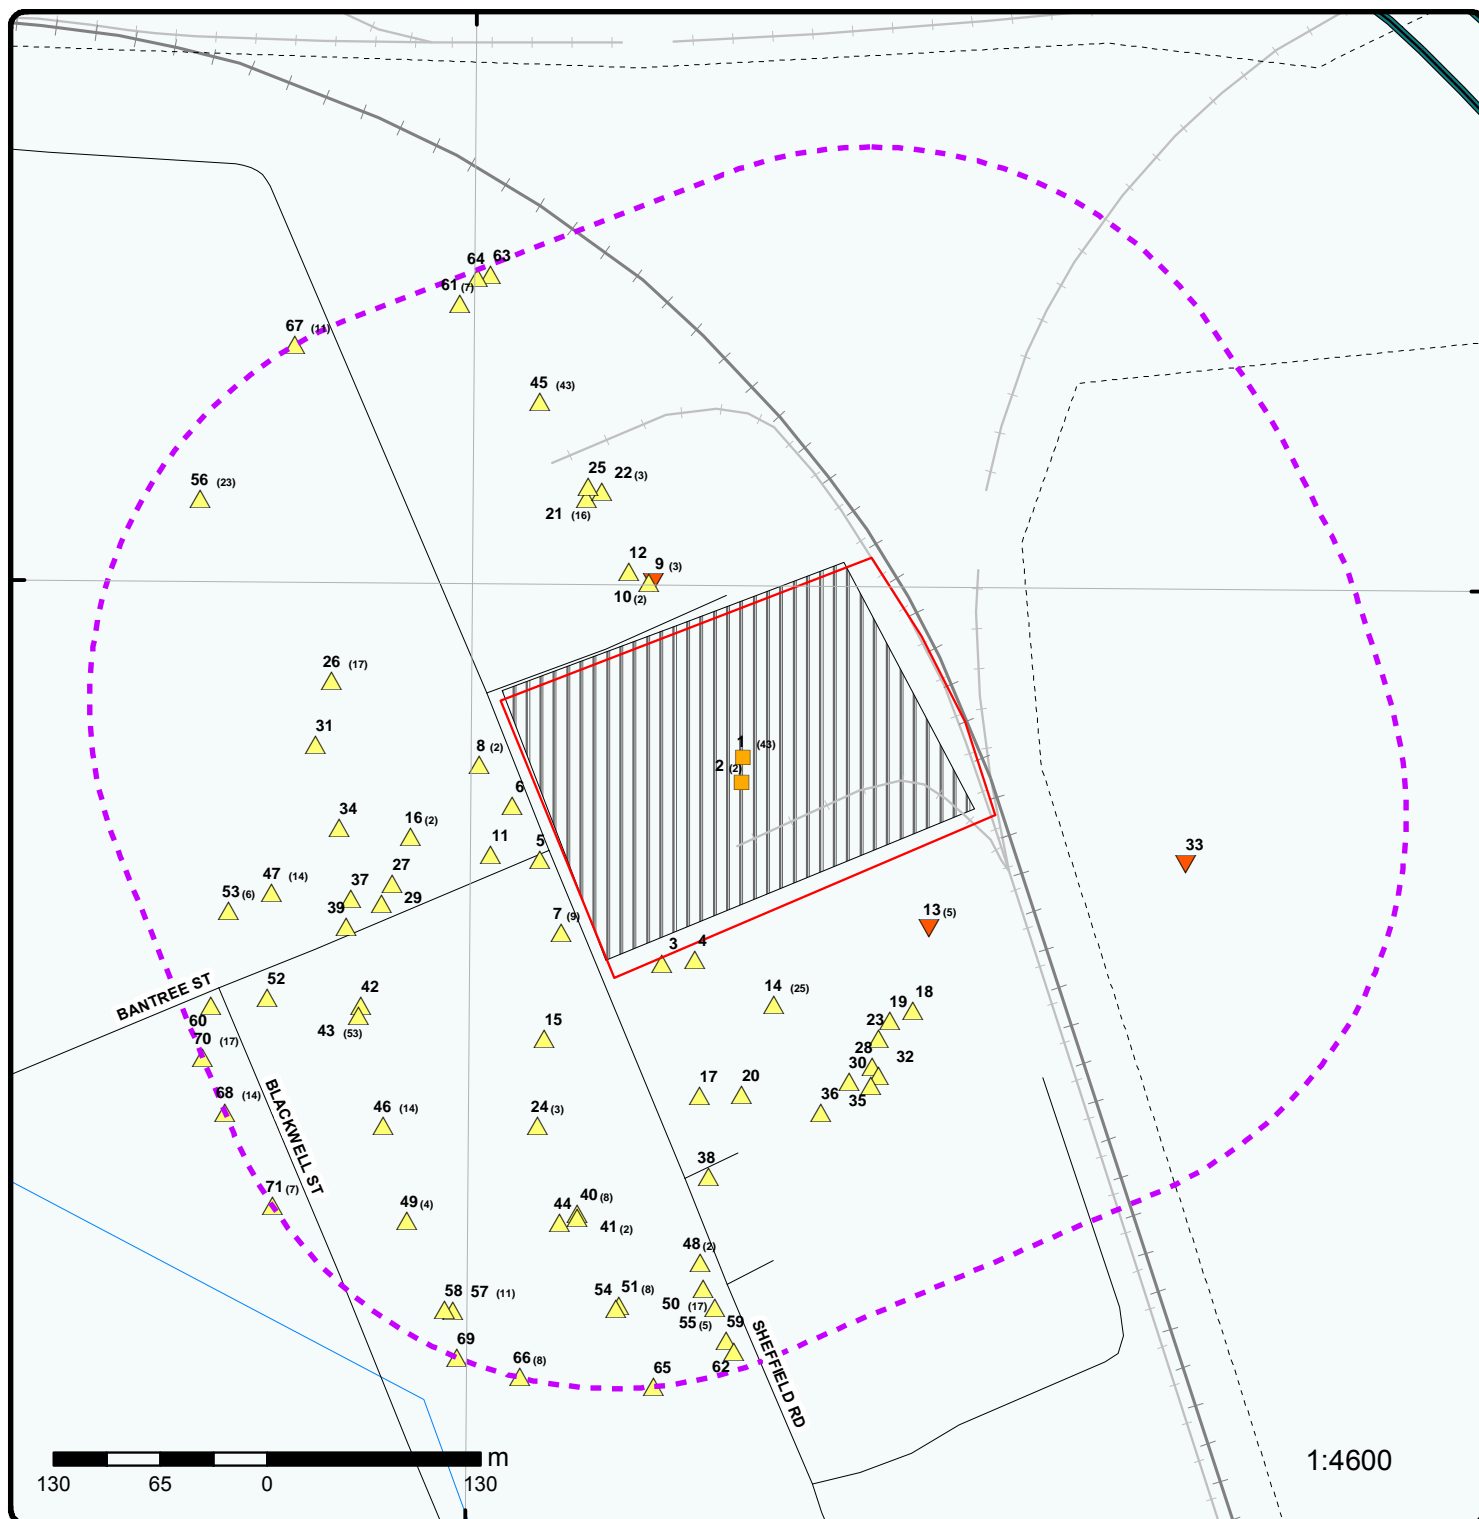 64 63
61 (7)
67 (11)
45 (43)
25 22 (3)
56 (23)
21 (16)
12 9 (3)
10 (2)
26 (17)
31
1 (43)
8 (2)
2 (2)
6
34 16 (2)
11 5
33
27
47 (14) 37
53 (6) 29
39
7 (9) 13 (5)
3 4
BANTREE ST
52 42
14 (25)
60 19 18
43 (53) 23
70 (17) 15
28 32
30
68 (14) 17 20
35
36
BLACKWELL ST
46 (14) 24 (3)
38
71 (7)
49 (4) 44 40 (8)
41 (2)
48 (2)
58 57 (11) 54 51 (8)
50 (17)
55 (5) 59
SHEFFIELD RD
69
62
66 (8) 65
m
1:4600
130 65 0 130